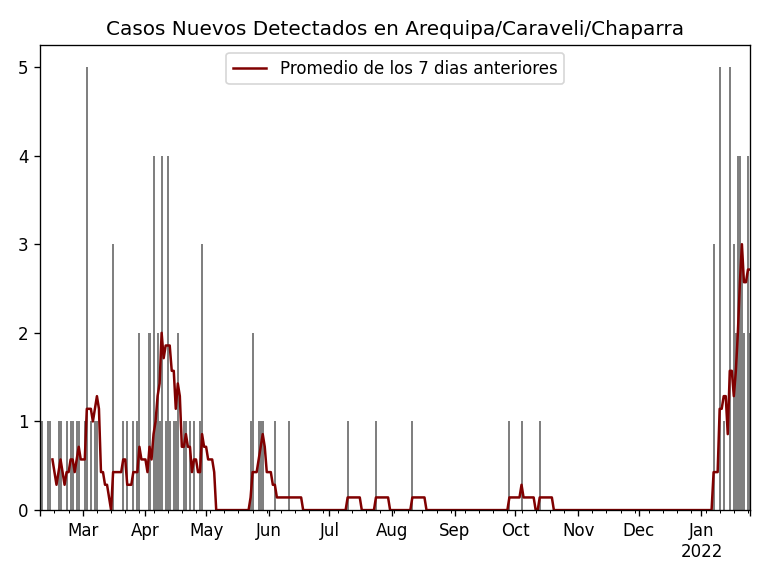 Casos Nuevos Detectados en Arequipa/Caraveli/Chaparra
Promedio de los 7 dias anteriores
5
4
3
2
1
0
Mar Apr May Jun Jul Aug Sep Oct Nov Dec Jan
2022